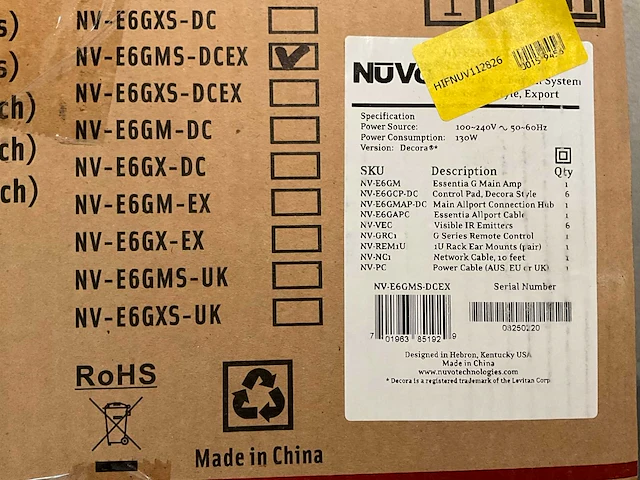 s)
s)
ch)
ch)
ch)
NV-E6GXS-DC
NV-E6GMS-DCEX
NV-E6GXS-DCEX
NV-E6GM-DC
NV-E6GX-DC
NV-E6GM-EX
NV-E6GX-EX
NV-E6GMS-UK
NV-E6GXS-UK
RoHS
Made in China
HIFNUV112826
NUVO
System
Style, Export
Specification
Power Source: 100~240V ~ 50~60Hz
Power Consumption: 130W
Version: Decora®*
SKU Description Qty
NV-E6GM Essentia G Main Amp 1
NV-E6GCP-DC Control Pad, Decora Style 6
NV-E6GMAP-DC Main Allport Connection Hub 1
NV-E6GAPC Essentia Allport Cable 1
NV-VEC Visible IR Emitters 6
NV-GRC1 G Series Remote Control 1
NV-REM1U 1U Rack Ear Mounts (pair) 1
NV-NC1 Network Cable, 10 feet 1
NV-PC Power Cable (AUS, EU or UK) 1
NV-E6GMS-DCEX Serial Number
7 01963 85192 9
08250220
Designed in Hebron, Kentucky USA
Made in China
www.nuvotechnologies.com
* Decora is a registered trademark of the Levitan Corp